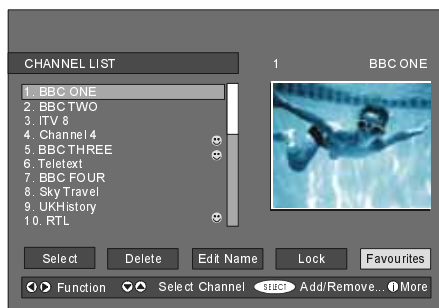 CHANNEL LIST
1 BBC ONE
1. BBC ONE
2. BBC TWO
3. ITV 8
4. Channel 4
5. BBC THREE
6. Teletext
7. BBC FOUR
8. Sky Travel
9. UKHistory
10. RTL
Select Delete Edit Name Lock Favourites
Function Select Channel SELECT Add/Remove... i More